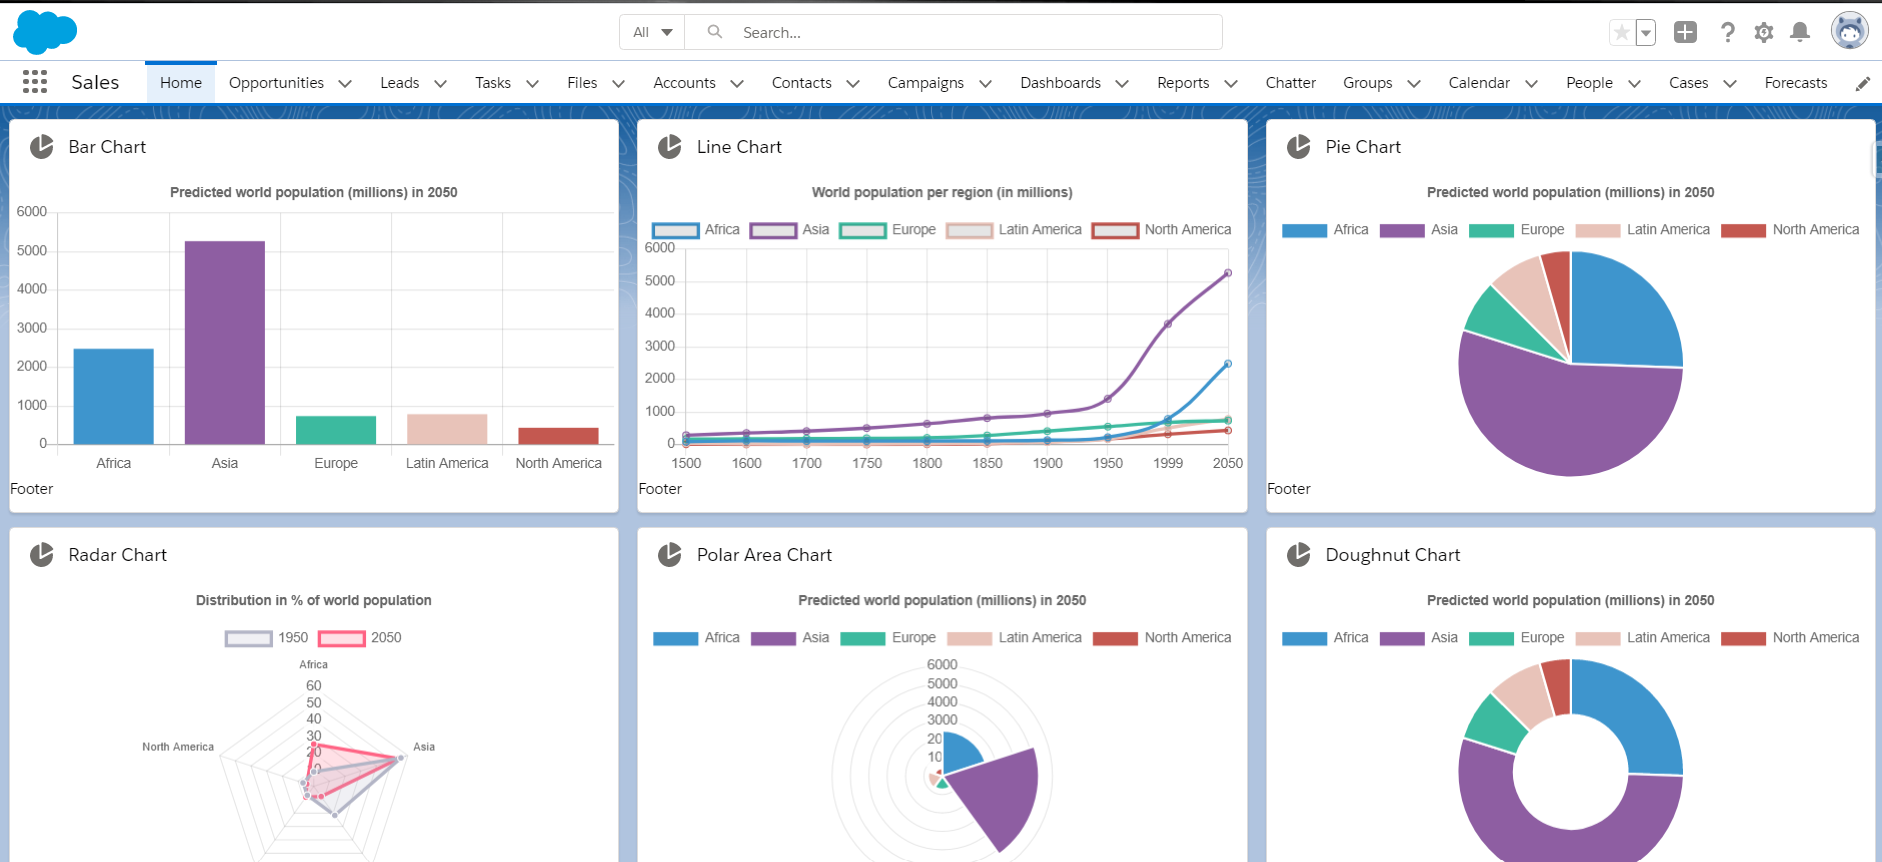 All Search...
Sales Home Opportunities Leads Tasks Files Accounts Contacts Campaigns Dashboards Reports Chatter Groups Calendar People Cases Forecasts
Bar Chart
Predicted world population (millions) in 2050
6000
5000
4000
3000
2000
1000
0
Africa Asia Europe Latin America North America
Footer
Line Chart
World population per region (in millions)
Africa Asia Europe Latin America North America
6000
5000
4000
3000
2000
1000
0
1500 1600 1700 1750 1800 1850 1900 1950 1999 2050
Footer
Pie Chart
Predicted world population (millions) in 2050
Africa Asia Europe Latin America North America
Footer
Radar Chart
Distribution in % of world population
1950 2050
Africa
60
50
40
30
20
North America Asia
Polar Area Chart
Predicted world population (millions) in 2050
Africa Asia Europe Latin America North America
6000
5000
4000
3000
20
10
Doughnut Chart
Predicted world population (millions) in 2050
Africa Asia Europe Latin America North America